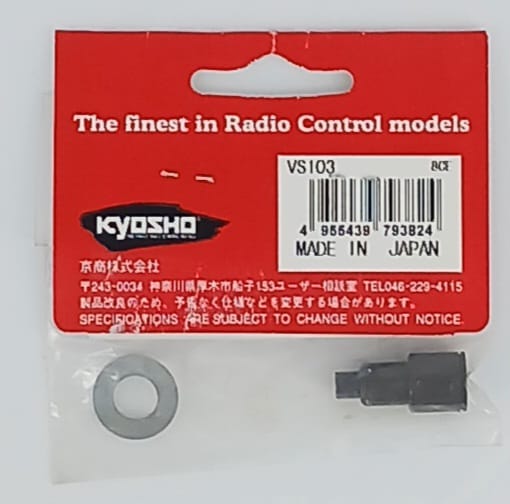 The finest in Radio Control models
VS103 8CE
4 955439 793824
MADE IN JAPAN
KYOSHO
京商株式会社
〒243-0034 神奈川県厚木市船子153ユーザー相談室 TEL046-229-4115
製品改良のため、予告なく仕様などを変更する場合があります。
SPECIFICATIONS ARE SUBJECT TO CHANGE WITHOUT NOTICE.